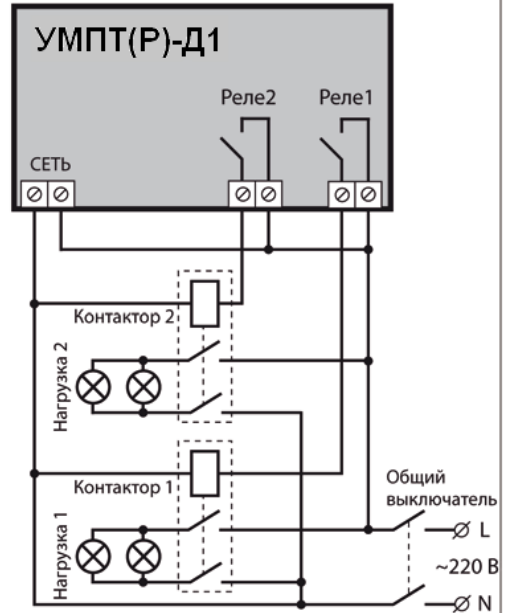 УМПТ(Р)-Д1
Реле2
Реле1
СЕТЬ
Контактор 2
Нагрузка 2
Контактор 1
Нагрузка 1
Общий
выключатель
L
~220 В
N